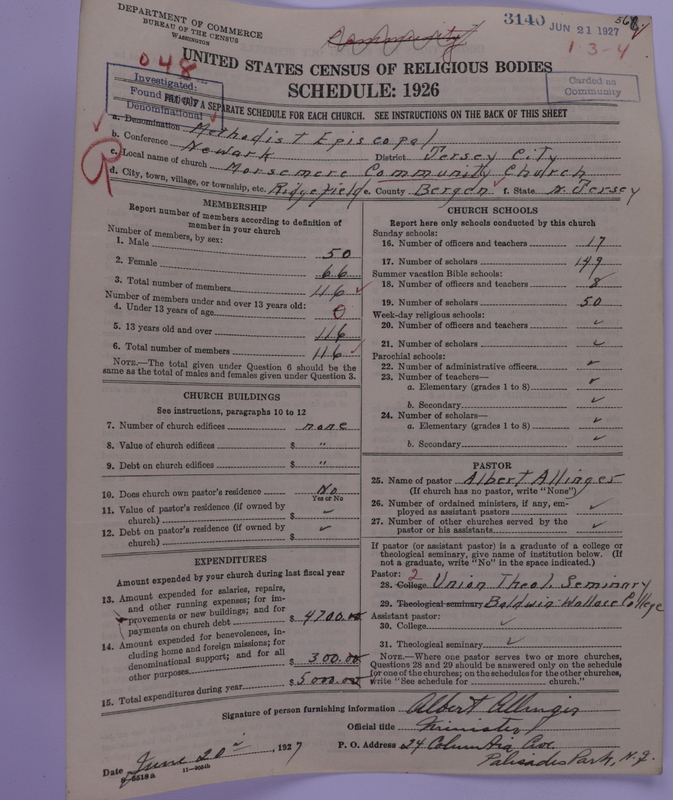 DEPARTMENT OF COMMERCE
BUREAU OF THE CENSUS
WASHINGTON
3140 JUN 21 1927
1-3-4
048
UNITED STATES CENSUS OF RELIGIOUS BODIES
SCHEDULE: 1926
Investigated:
Found
Denominational
Carded as
Community
FILL OUT A SEPARATE SCHEDULE FOR EACH CHURCH. SEE INSTRUCTIONS ON THE BACK OF THIS SHEET
a. Denomination Methodist Episcopal
b. Conference Newark District Jersey City
c. Local name of church Morsemere Community Church
d. City, town, village, or township, etc. Ridgefield e. County Bergen f. State N. Jersey
MEMBERSHIP
Report number of members according to definition of
member in your church
Number of members, by sex:
1. Male 50
2. Female 66
3. Total number of members 116
Number of members under and over 13 years old:
4. Under 13 years of age 0
5. 13 years old and over 116
6. Total number of members 116
NOTE.—The total given under Question 6 should be the
same as the total of males and females given under Question 3.
CHURCH BUILDINGS
See instructions, paragraphs 10 to 12
7. Number of church edifices none
8. Value of church edifices $ "
9. Debt on church edifices $ "
10. Does church own pastor's residence No
Yes or No
11. Value of pastor's residence (if owned by
church) $
12. Debt on pastor's residence (if owned by
church) $
EXPENDITURES
Amount expended by your church during last fiscal year
13. Amount expended for salaries, repairs,
and other running expenses; for im-
provements or new buildings; and for
payments on church debt $ 4700.00
14. Amount expended for benevolences, in-
cluding home and foreign missions; for
denominational support; and for all
other purposes $ 300.00
15. Total expenditures during year $ 5000.00
CHURCH SCHOOLS
Report here only schools conducted by this church
Sunday schools:
16. Number of officers and teachers 17
17. Number of scholars 149
Summer vacation Bible schools:
18. Number of officers and teachers 8
19. Number of scholars 50
Week-day religious schools:
20. Number of officers and teachers
21. Number of scholars
Parochial schools:
22. Number of administrative officers
23. Number of teachers—
a. Elementary (grades 1 to 8)
b. Secondary
24. Number of scholars—
a. Elementary (grades 1 to 8)
b. Secondary
PASTOR
25. Name of pastor Albert Allinger
(If church has no pastor, write "None")
26. Number of ordained ministers, if any, em-
ployed as assistant pastors
27. Number of other churches served by the
pastor or his assistants
If pastor (or assistant pastor) is a graduate of a college or
theological seminary, give name of institution below. (If
not a graduate, write "No" in the space indicated.)
Pastor: 2
28. College Union Theol. Seminary
29. Theological seminary Baldwin Wallace College
Assistant pastor:
30. College
31. Theological seminary
NOTE.—Where one pastor serves two or more churches,
Questions 28 and 29 should be answered only on the schedule
for one of the churches; on the schedules for the other churches,
write "See schedule for church."
Signature of person furnishing information Albert Allinger
Official title Minister
Date June 20, 1927 P. O. Address 24 Columbia Ave.
Palisades Park, N.J.